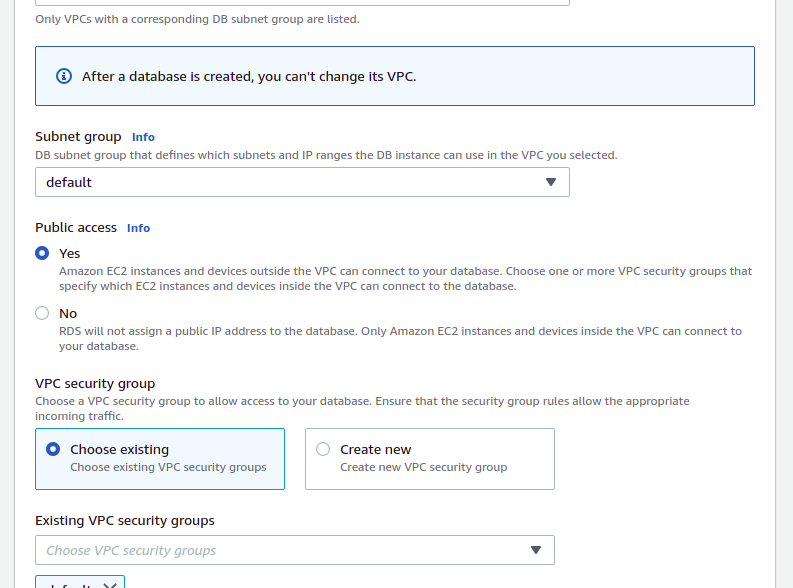 Only VPCs with a corresponding DB subnet group are listed.
After a database is created, you can't change its VPC.
Subnet group Info
DB subnet group that defines which subnets and IP ranges the DB instance can use in the VPC you selected.
default
Public access Info
Yes
Amazon EC2 instances and devices outside the VPC can connect to your database. Choose one or more VPC security groups that
specify which EC2 instances and devices inside the VPC can connect to the database.
No
RDS will not assign a public IP address to the database. Only Amazon EC2 instances and devices inside the VPC can connect to
your database.
VPC security group
Choose a VPC security group to allow access to your database. Ensure that the security group rules allow the appropriate
incoming traffic.
Choose existing
Choose existing VPC security groups
Create new
Create new VPC security group
Existing VPC security groups
Choose VPC security groups
default